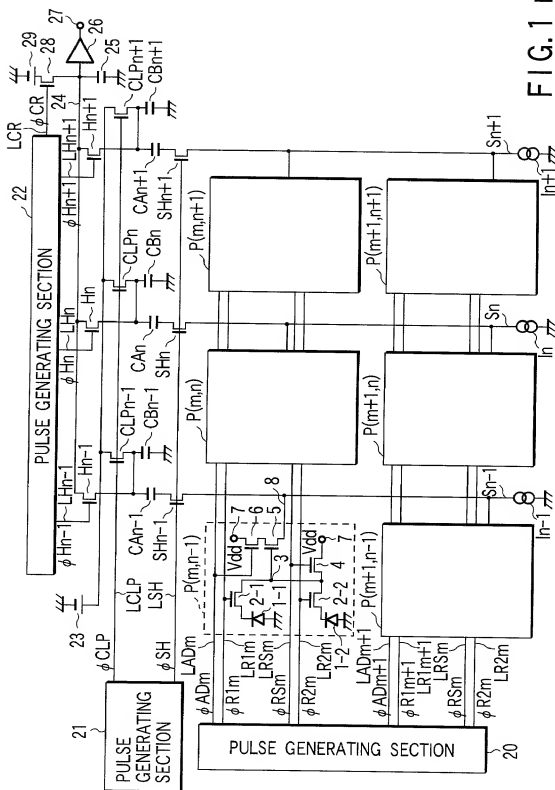 FIG. 1
22
PULSE GENERATING SECTION
LCR
φCR
29
28
27
26
25
24
φHn-1
LHn-1
Hn-1
φHn
LHn
Hn
φHn+1
LHn+1
Hn+1
23
φCLP
LCLP
CLPn-1
CBn-1
CLPn
CBn
CLPn+1
CBn+1
21
PULSE GENERATING SECTION
φSH
LSH
CAn-1
SHn-1
CAn
SHn
CAn+1
SHn+1
P(m,n-1)
P(m,n)
P(m,n+1)
Vdd
7
6
5
8
3
2-1
1-1
Vdd
7
4
2-2
1-2
LADm
φADm
φR1m
LR1m
LRSm
φRSm
LR2m
φR2m
P(m+1,n-1)
P(m+1,n)
P(m+1,n+1)
LADm+1
φADm+1
φR1m+1
LR1m+1
LRSm
φRSm
φR2m
LR2m
Sn-1
Sn
Sn+1
In-1
In
In+1
PULSE GENERATING SECTION
20